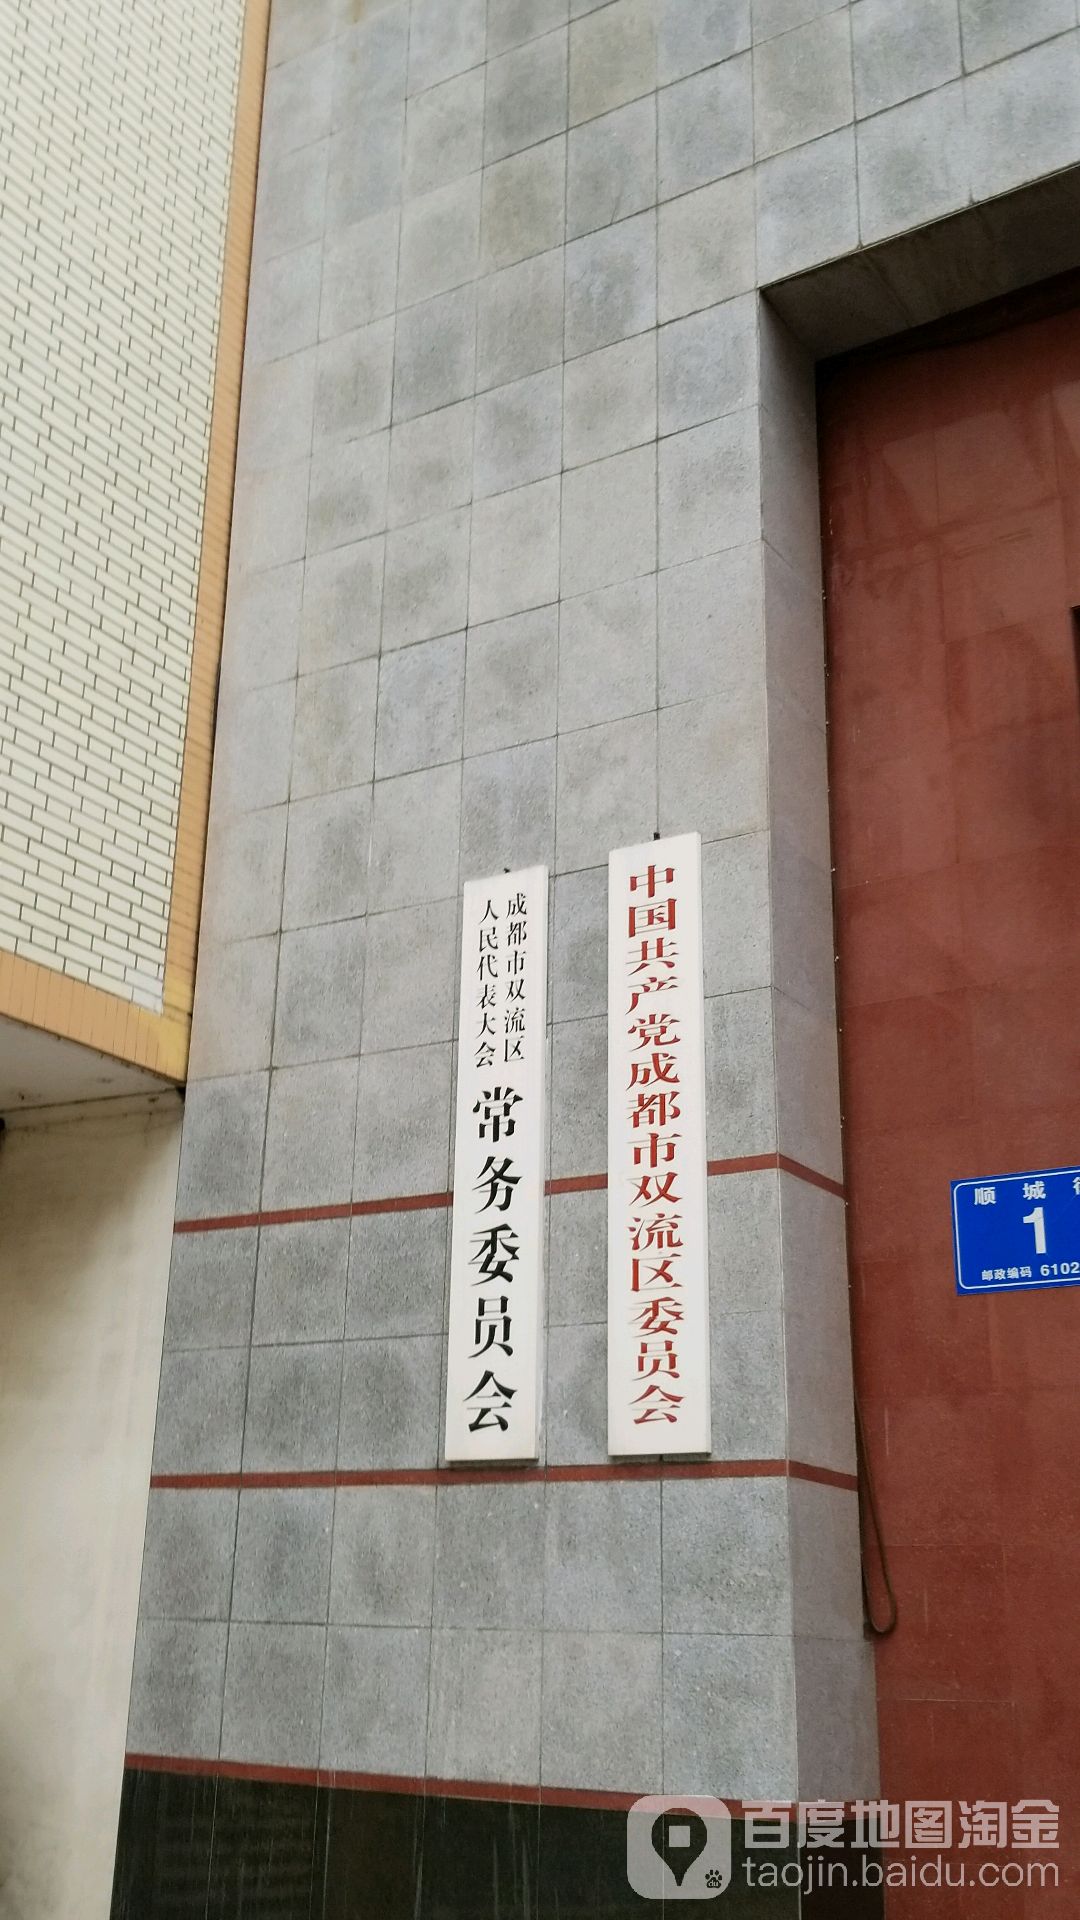 中国共产党成都市双流区委员会
成都市双流区
人民代表大会
常务委员会
顺城
1
邮政编码 6102
百度地图淘金
taojin.baidu.com